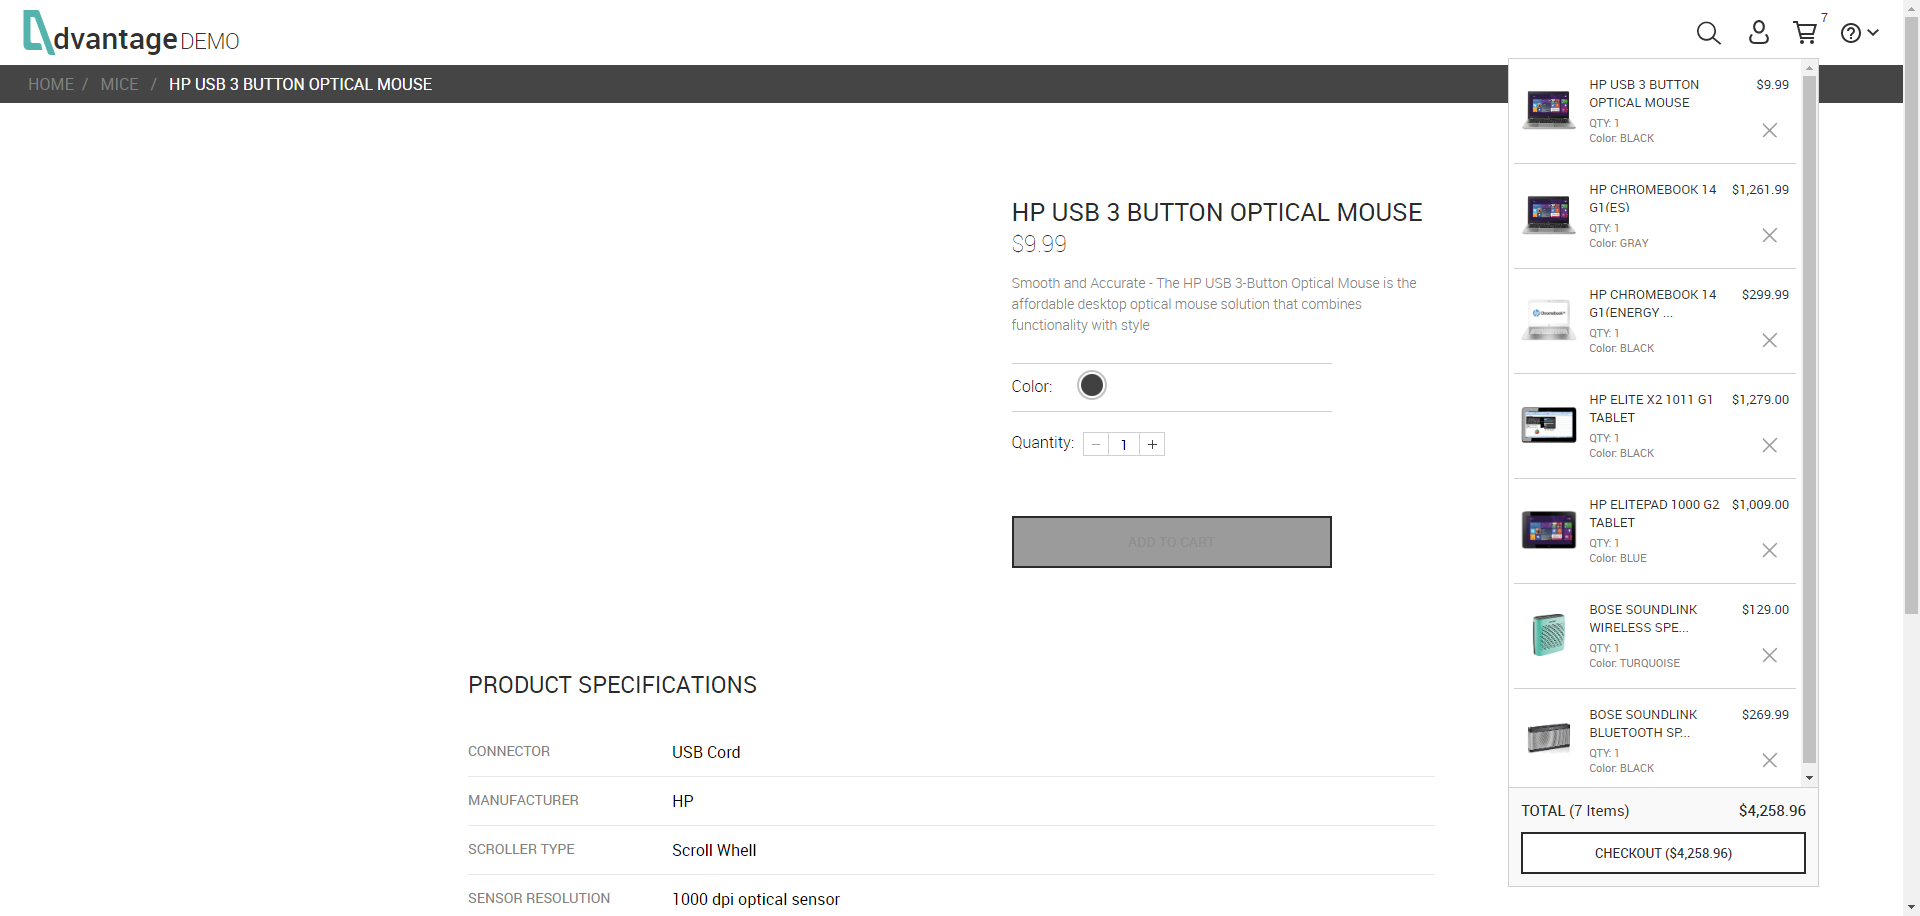 dvantage DEMO
7
HOME / MICE / HP USB 3 BUTTON OPTICAL MOUSE
HP USB 3 BUTTON OPTICAL MOUSE
$9.99
Smooth and Accurate - The HP USB 3-Button Optical Mouse is the
affordable desktop optical mouse solution that combines
functionality with style
Color:
Quantity: − 1 +
ADD TO CART
PRODUCT SPECIFICATIONS
CONNECTOR USB Cord
MANUFACTURER HP
SCROLLER TYPE Scroll Whell
SENSOR RESOLUTION 1000 dpi optical sensor
HP USB 3 BUTTON $9.99
OPTICAL MOUSE
QTY: 1
Color: BLACK
HP CHROMEBOOK 14 $1,261.99
G1(ES)
QTY: 1
Color: GRAY
HP CHROMEBOOK 14 $299.99
G1(ENERGY ...
QTY: 1
Color: BLACK
HP ELITE X2 1011 G1 $1,279.00
TABLET
QTY: 1
Color: BLACK
HP ELITEPAD 1000 G2 $1,009.00
TABLET
QTY: 1
Color: BLUE
BOSE SOUNDLINK $129.00
WIRELESS SPE...
QTY: 1
Color: TURQUOISE
BOSE SOUNDLINK $269.99
BLUETOOTH SP...
QTY: 1
Color: BLACK
TOTAL (7 Items) $4,258.96
CHECKOUT ($4,258.96)